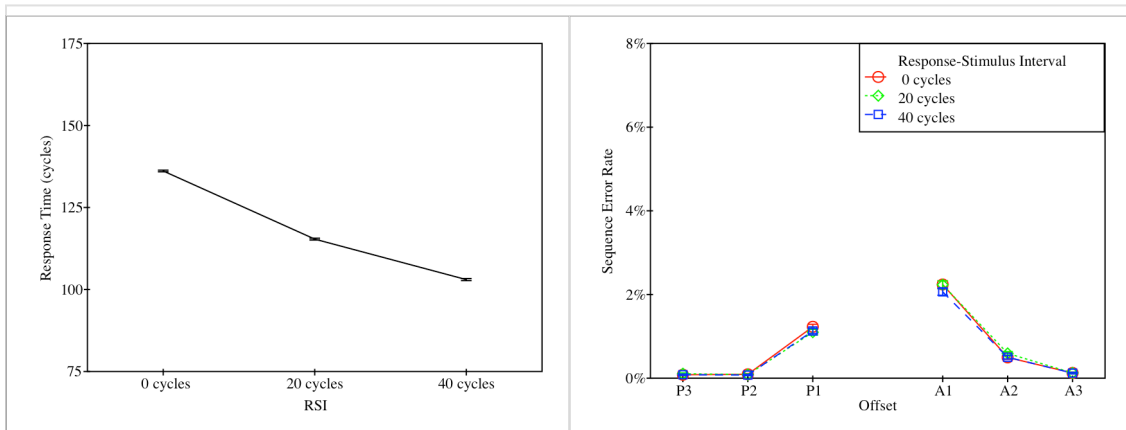 175
150
125
100
75
Response Time (cycles)
0 cycles
20 cycles
40 cycles
RSI
8%
6%
4%
2%
0%
Sequence Error Rate
Response-Stimulus Interval
0 cycles
20 cycles
40 cycles
P3
P2
P1
A1
A2
A3
Offset